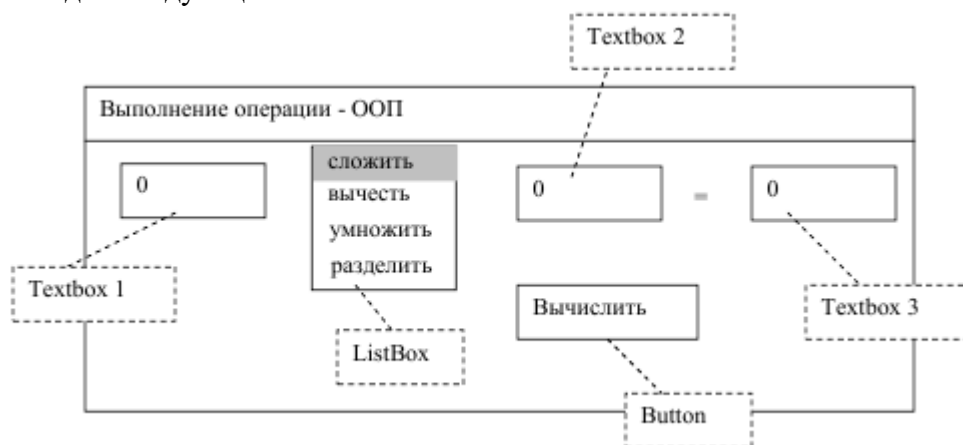 Textbox 2
Выполнение операции - ООП
0
сложить
вычесть
умножить
разделить
0
=
0
Textbox 1
ListBox
Вычислить
Textbox 3
Button